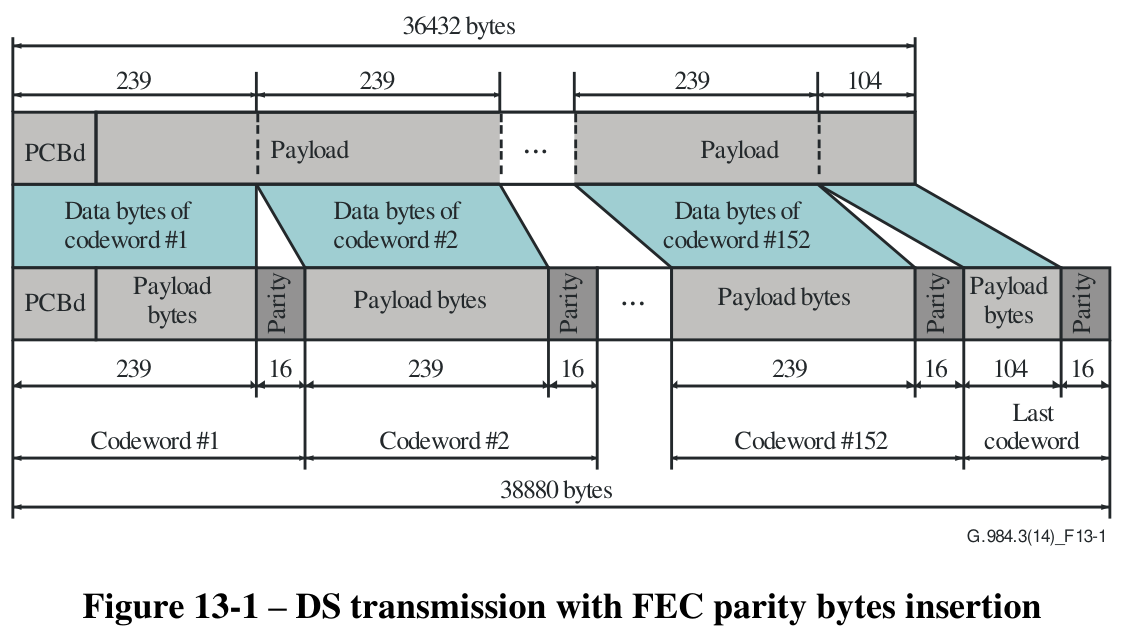 36432 bytes
239 239 239 104
PCBd Payload ... Payload
Data bytes of
codeword #1
Data bytes of
codeword #2
Data bytes of
codeword #152
PCBd
Payload
bytes
Parity
Payload bytes
Parity
...
Payload bytes
Parity
Payload
bytes
Parity
239 16 239 16 239 16 104 16
Codeword #1 Codeword #2 Codeword #152
Last
codeword
38880 bytes
G.984.3(14)_F13-1
Figure 13-1 – DS transmission with FEC parity bytes insertion